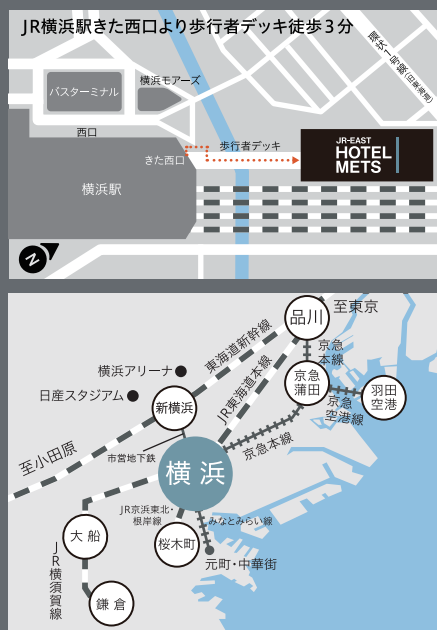 JR横浜駅きた西口より歩行者デッキ徒歩3分
環状1号線(旧東海道)
横浜モアーズ
バスターミナル
西口
歩行者デッキ
きた西口
JR-EAST
HOTEL
METS
横浜駅
N
品川
至東京
東海道新幹線
京急
本線
横浜アリーナ
JR東海道本線
京急
蒲田
羽田
空港
日産スタジアム
新横浜
京急
空港線
至小田原
市営地下鉄
京急本線
横浜
JR京浜東北・
根岸線
みなとみらい線
大船
桜木町
元町・中華街
JR横須賀線
鎌倉